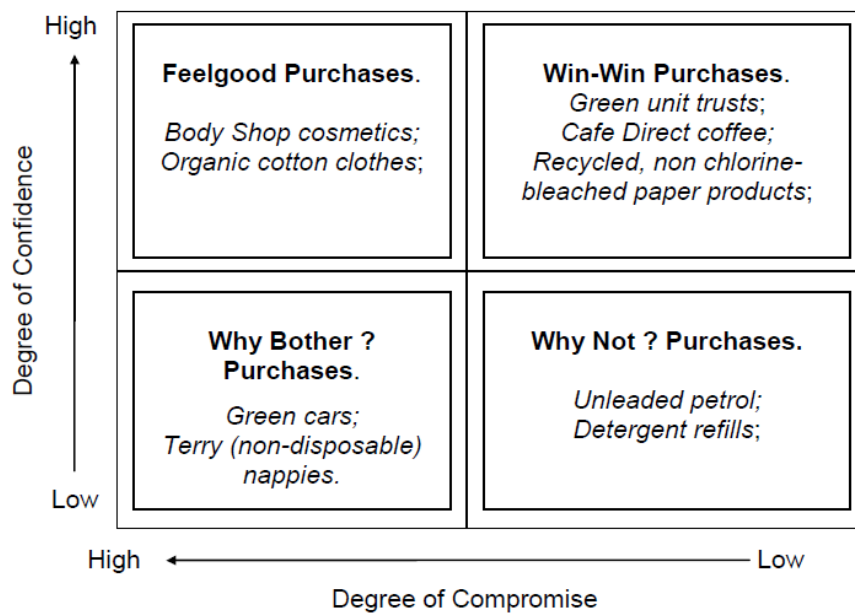 High
Degree of Confidence
Low
Feelgood Purchases.
Body Shop cosmetics;
Organic cotton clothes;
Win-Win Purchases.
Green unit trusts;
Cafe Direct coffee;
Recycled, non chlorine-
bleached paper products;
Why Bother ?
Purchases.
Green cars;
Terry (non-disposable)
nappies.
Why Not ? Purchases.
Unleaded petrol;
Detergent refills;
High
Low
Degree of Compromise